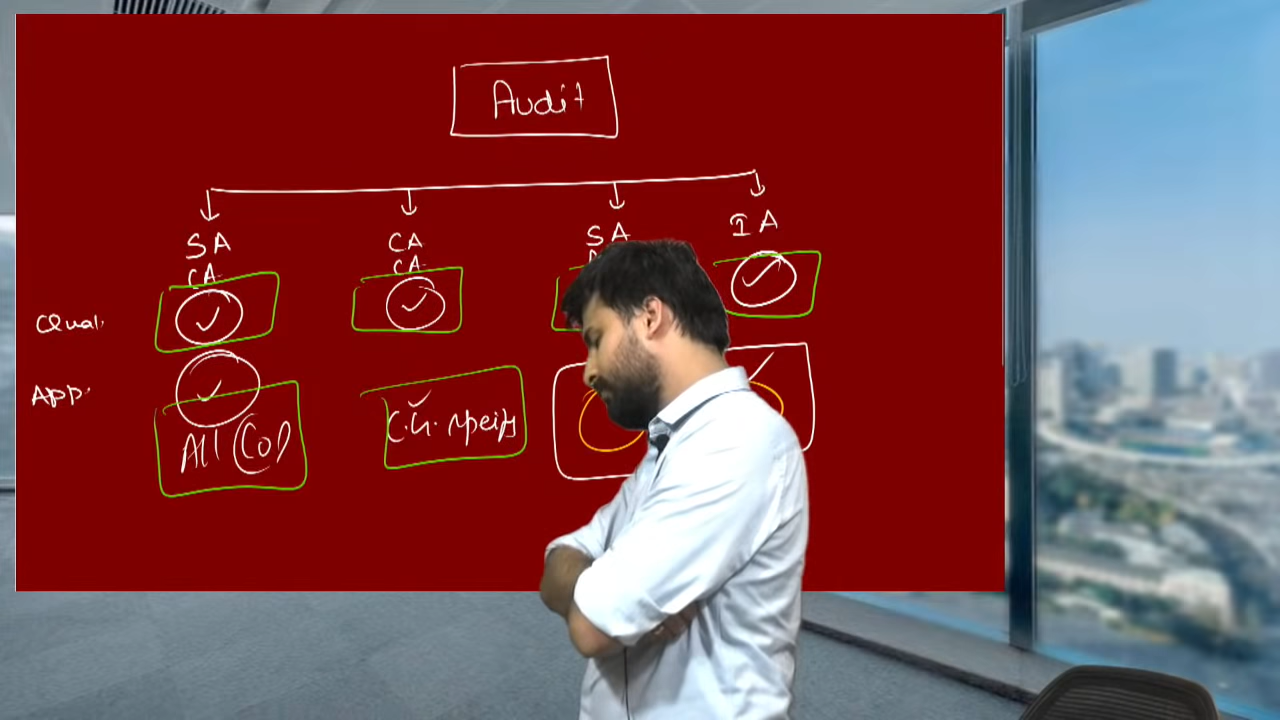 Audit
SA CA SA IA
CA CA
Qual.
App.
All Co
C.G. specify